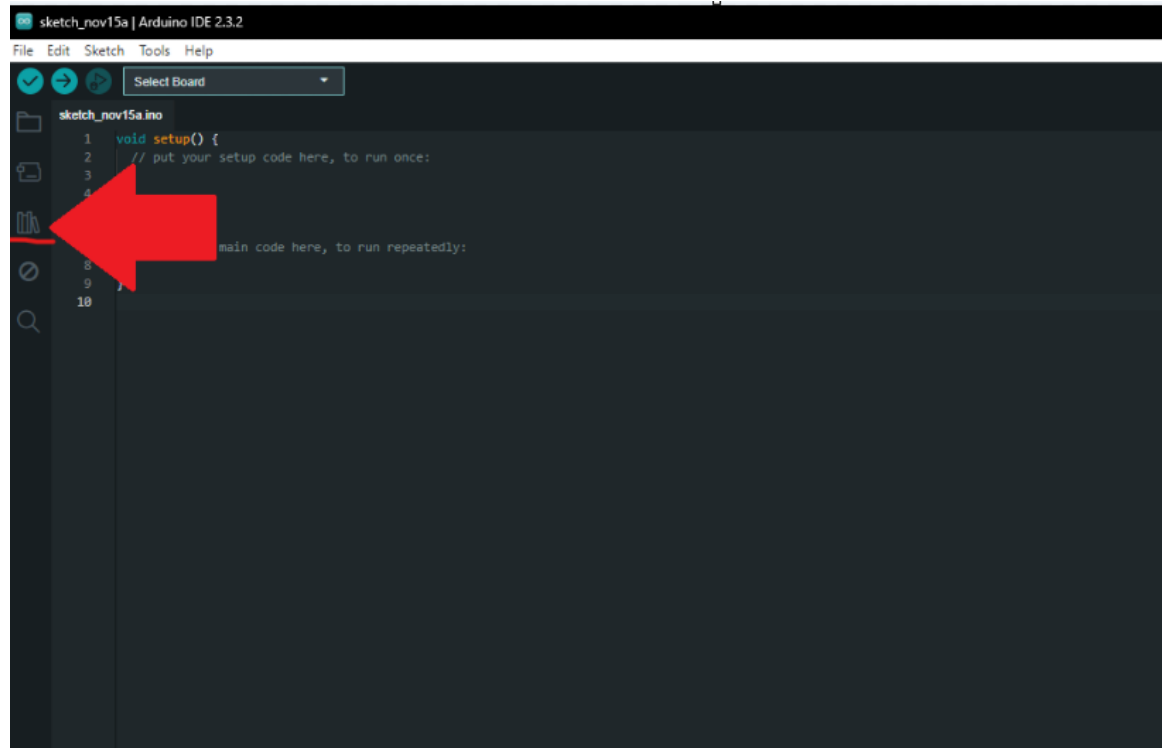 sketch_nov15a | Arduino IDE 2.3.2
File Edit Sketch Tools Help
Select Board
sketch_nov15a.ino
1 void setup() {
2 // put your setup code here, to run once:
3
4
main code here, to run repeatedly:
8
9 }
10